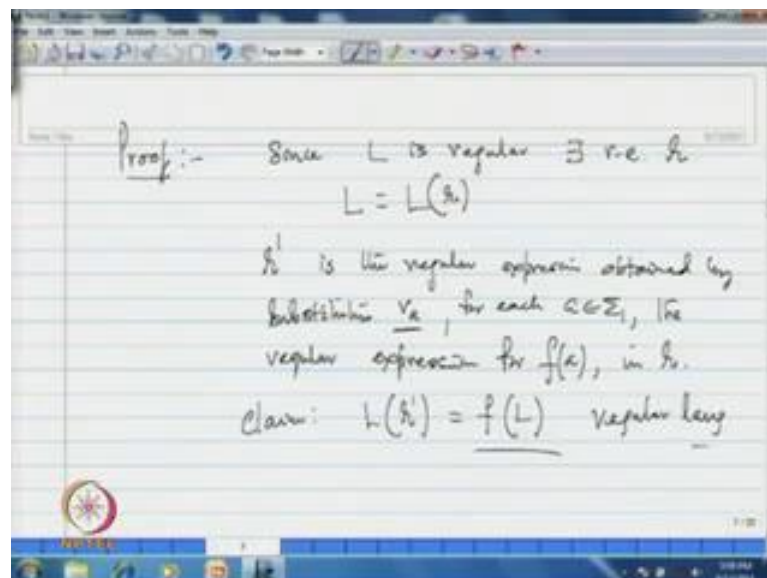 Proof :- Since L is regular ∃ r.e. r
L = L(r)
r' is the regular expression obtained by
substituting r_a, for each a∈Σ₁, the
regular expression for f(a), in r.
Claim: L(r') = f(L) regular lang
NPTEL